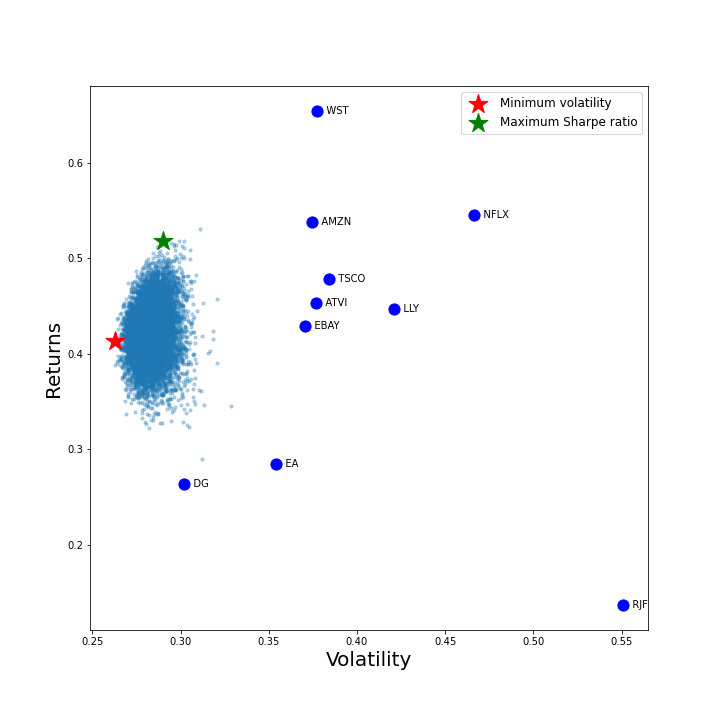 Minimum volatility
Maximum Sharpe ratio
WST
AMZN
NFLX
TSCO
ATVI
LLY
EBAY
EA
DG
RJF
0.6
0.5
0.4
0.3
0.2
Returns
0.25 0.30 0.35 0.40 0.45 0.50 0.55
Volatility